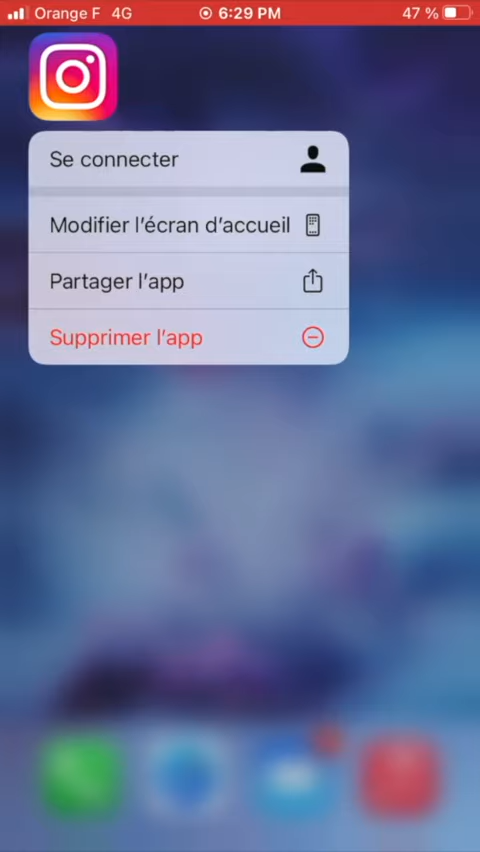 Orange F 4G 6:29 PM 47 %
Se connecter
Modifier l'écran d'accueil
Partager l'app
Supprimer l'app